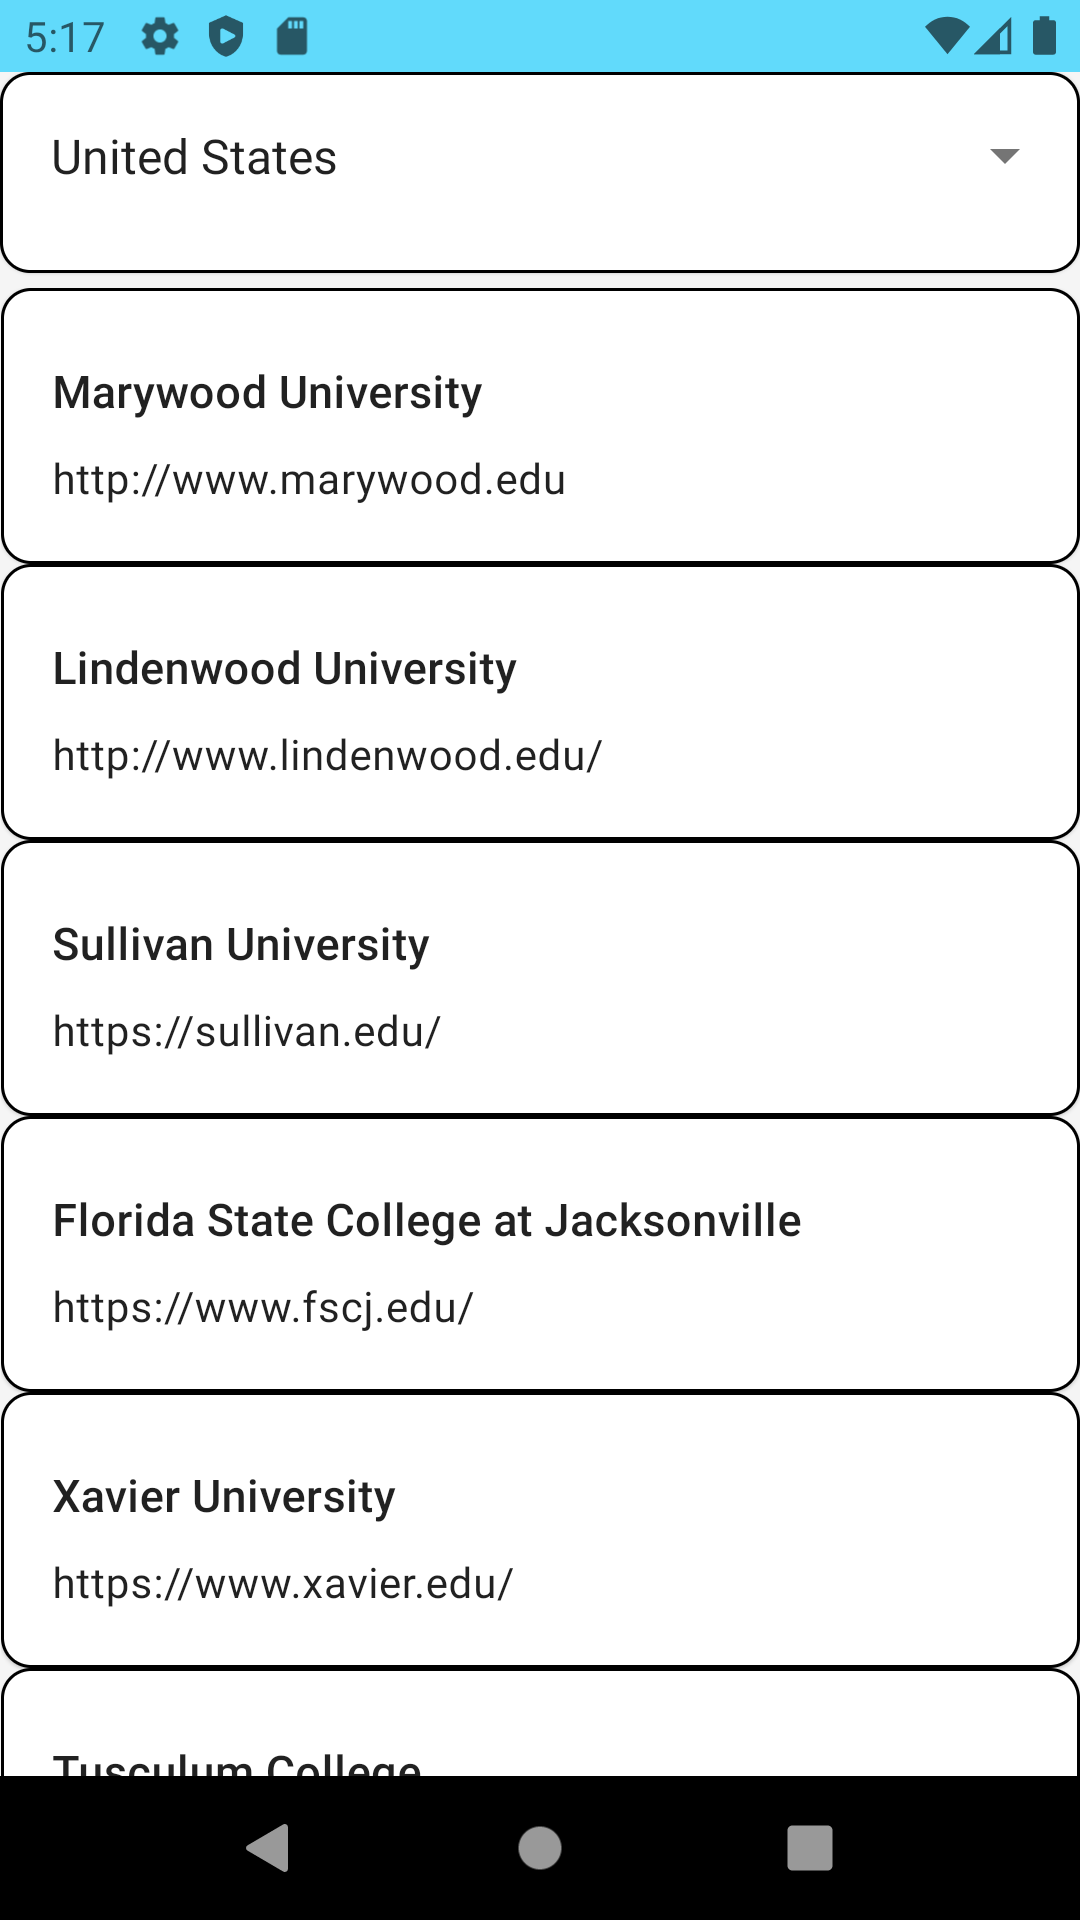 5:17
United States
Marywood University
http://www.marywood.edu
Lindenwood University
http://www.lindenwood.edu/
Sullivan University
https://sullivan.edu/
Florida State College at Jacksonville
https://www.fscj.edu/
Xavier University
https://www.xavier.edu/
Tusculum College